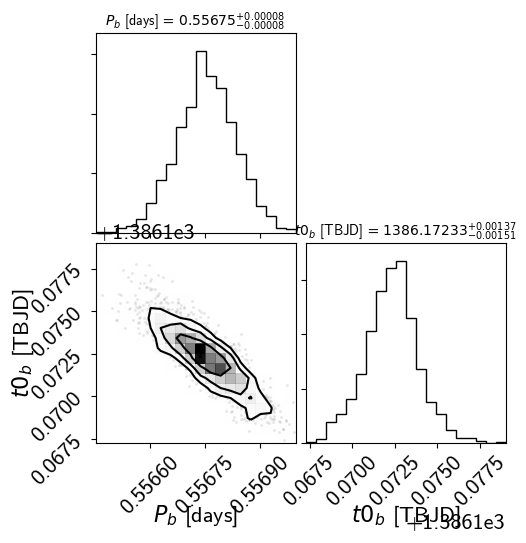 P_b [days] = 0.55675^{+0.00008}_{-0.00008}
+1.3861e3
t0_b [TBJD] = 1386.17233^{+0.00137}_{-0.00151}
t0_b [TBJD]
0.0775
0.0750
0.0725
0.0700
0.0675
0.55660 0.55675 0.55690
0.0675 0.0700 0.0725 0.0750 0.0775
P_b [days]
t0_b [TBJD]
+1.3861e3